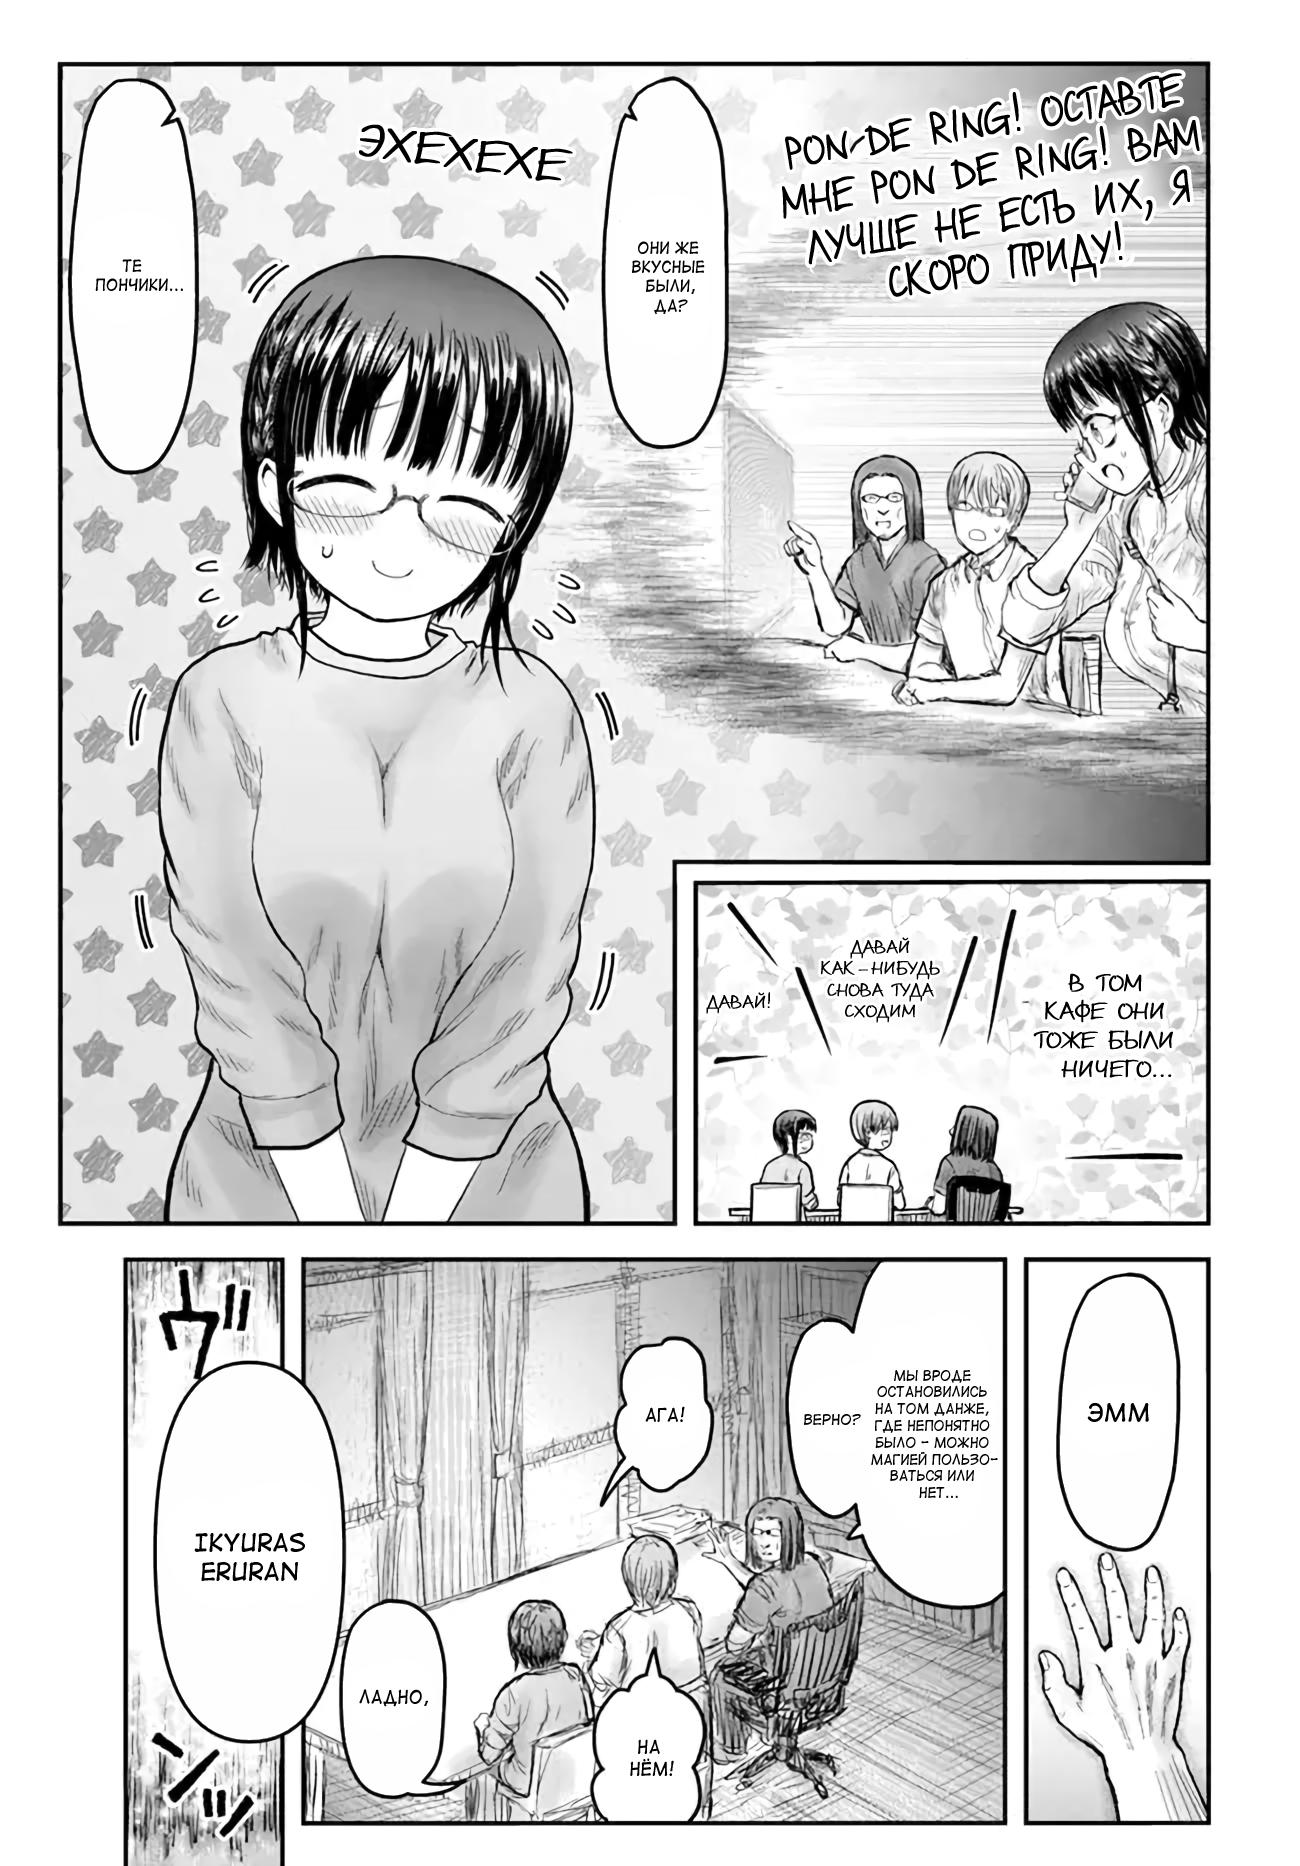 PON-DE RING! ОСТАВТЕ
МНЕ PON DE RING! ВАМ
ЛУЧШЕ НЕ ЕСТЬ ИХ, Я
СКОРО ПРИДУ!
ОНИ ЖЕ
ВКУСНЫЕ
БЫЛИ,
ДА?
ЭХЕХЕХЕ
ТЕ
ПОНЧИКИ...
В ТОМ
КАФЕ ОНИ
ТОЖЕ БЫЛИ
НИЧЕГО...
ДАВАЙ
КАК-НИБУДЬ
СНОВА ТУДА
СХОДИМ
ДАВАЙ!
ЭММ
МЫ ВРОДЕ
ОСТАНОВИЛИСЬ
НА ТОМ ДАНЖЕ,
ГДЕ НЕПОНЯТНО
БЫЛО - МОЖНО
МАГИЕЙ ПОЛЬЗО-
ВАТЬСЯ ИЛИ
НЕТ...
ВЕРНО?
АГА!
НА
НЁМ!
ЛАДНО,
ヴンッ
IKYURAS
ERURAN